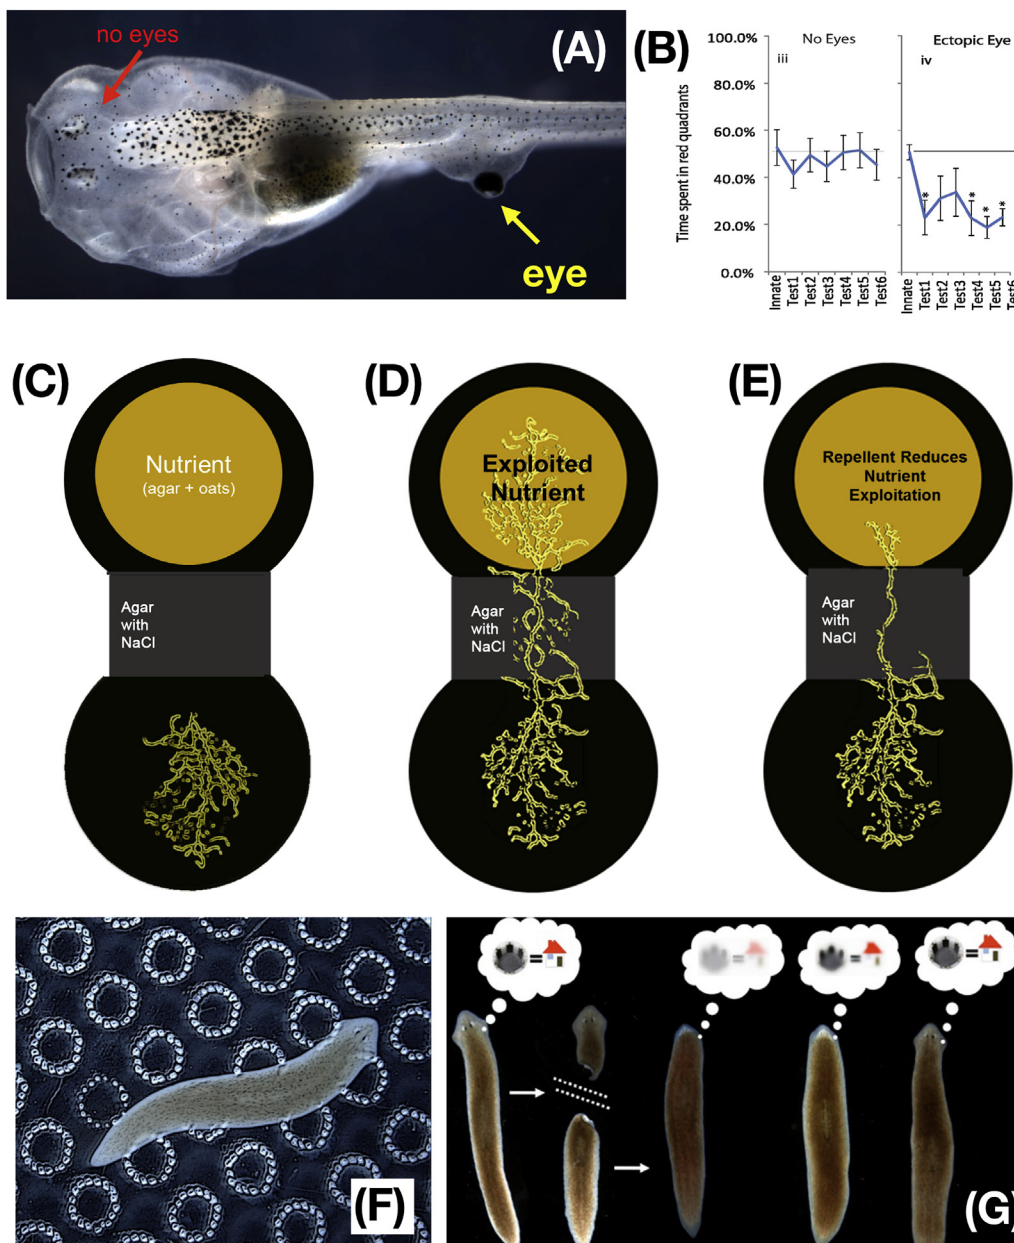 no eyes
(A)
eye
(B)
No Eyes
iii
Ectopic Eye
iv
Time spent in red quadrants
100.0%
80.0%
60.0%
40.0%
20.0%
0.0%
Innate
Test1
Test2
Test3
Test4
Test5
Test6
*
*
*
*
Innate
Test1
Test2
Test3
Test4
Test5
Test6
(C)
Nutrient
(agar + oats)
Agar
with
NaCl
(D)
Exploited
Nutrient
Agar
with
NaCl
(E)
Repellent Reduces
Nutrient
Exploitation
Agar
with
NaCl
(F)
=
=
=
=
(G)